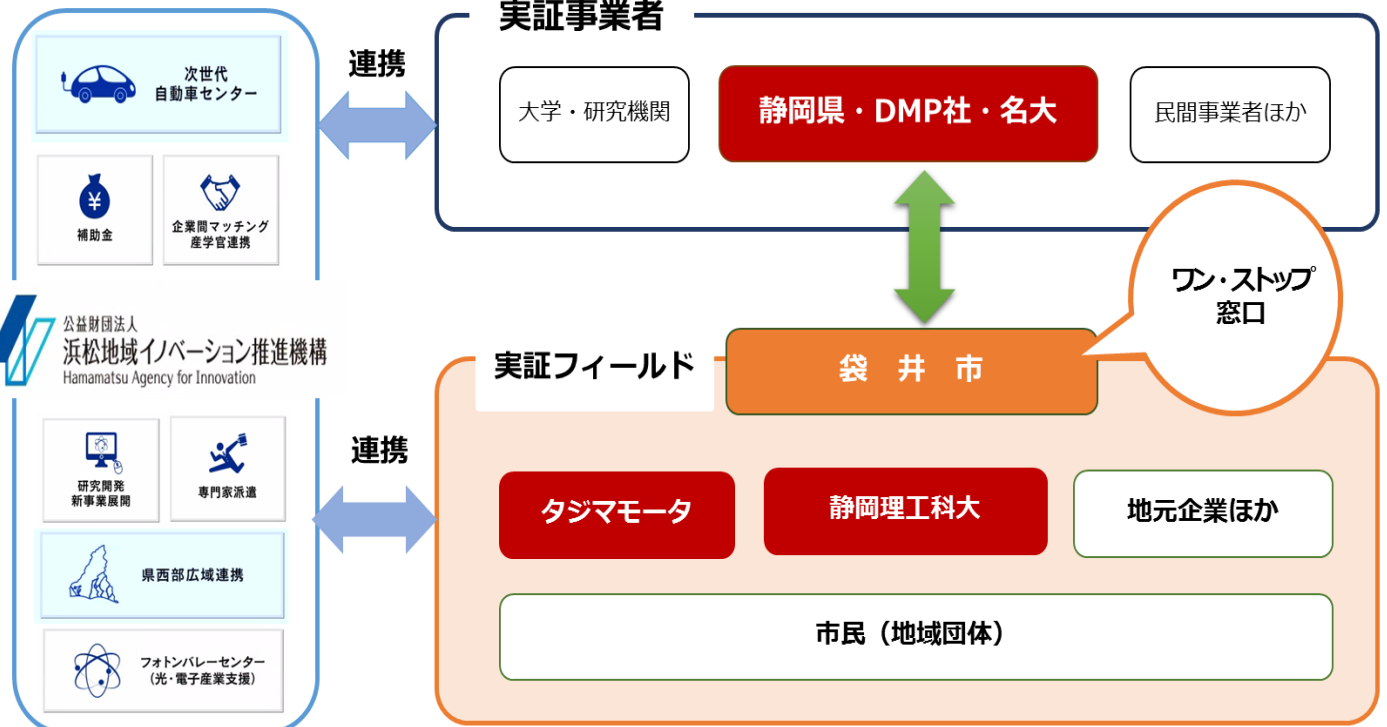 次世代
自動車センター
¥
補助金
企業間マッチング
産学官連携
公益財団法人
浜松地域イノベーション推進機構
Hamamatsu Agency for Innovation
研究開発
新事業展開
専門家派遣
県西部広域連携
フォトンバレーセンター
(光・電子産業支援)
連携
連携
実証事業者
大学・研究機関
静岡県・DMP社・名大
民間事業者ほか
ワン・ストップ
窓口
実証フィールド
袋 井 市
タジマモータ
静岡理工科大
地元企業ほか
市民（地域団体）